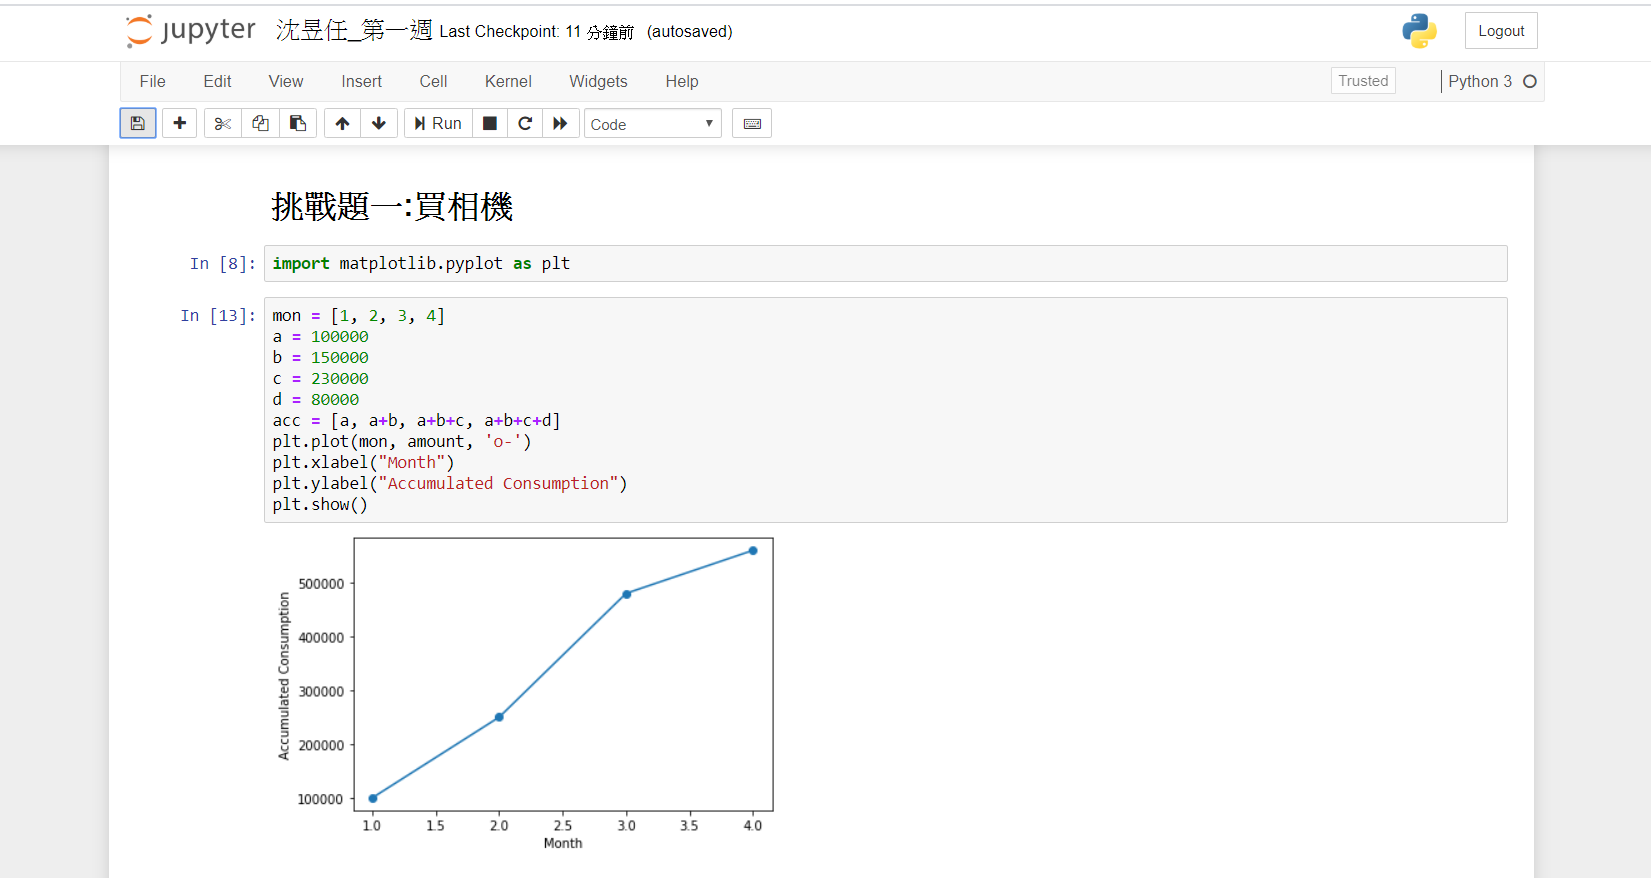 jupyter 沈昱任_第一週 Last Checkpoint: 11 分鐘前 (autosaved) Logout
File Edit View Insert Cell Kernel Widgets Help Trusted Python 3
Run Code
挑戰題一:買相機
In [8]: import matplotlib.pyplot as plt
In [13]: mon = [1, 2, 3, 4]
a = 100000
b = 150000
c = 230000
d = 80000
acc = [a, a+b, a+b+c, a+b+c+d]
plt.plot(mon, amount, 'o-')
plt.xlabel("Month")
plt.ylabel("Accumulated Consumption")
plt.show()
Accumulated Consumption
500000
400000
300000
200000
100000
1.0 1.5 2.0 2.5 3.0 3.5 4.0
Month